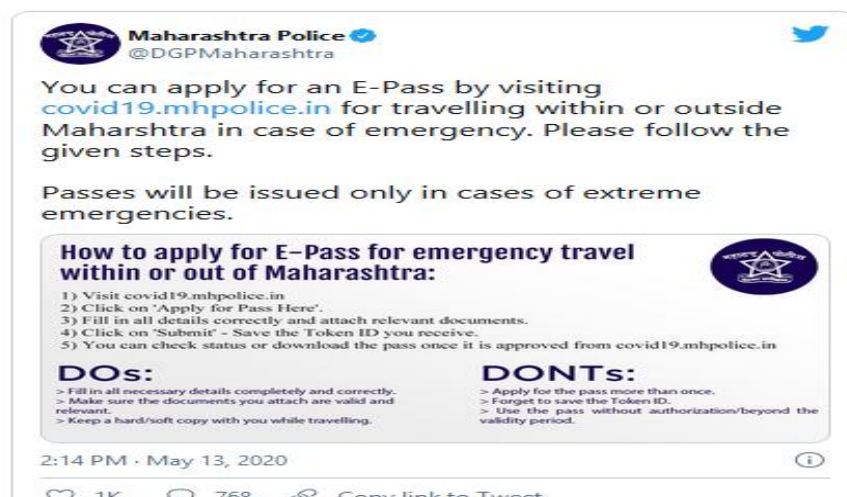 Maharashtra Police
@DGPMaharashtra
You can apply for an E-Pass by visiting
covid19.mhpolice.in for travelling within or outside
Maharshtra in case of emergency. Please follow the
given steps.
Passes will be issued only in cases of extreme
emergencies.
How to apply for E-Pass for emergency travel
within or out of Maharashtra:
1) Visit covid19.mhpolice.in
2) Click on 'Apply for Pass Here'.
3) Fill in all details correctly and attach relevant documents.
4) Click on 'Submit' - Save the Token ID you receive.
5) You can check status or download the pass once it is approved from covid19.mhpolice.in
DOs:
> Fill in all necessary details completely and correctly.
> Make sure the documents you attach are valid and
relevant.
> Keep a hard/soft copy with you while travelling.
DONTs:
> Apply for the pass more than once.
> Forget to save the Token ID.
> Use the pass without authorization/beyond the
validity period.
2:14 PM · May 13, 2020
1K 768 Copy link to Tweet